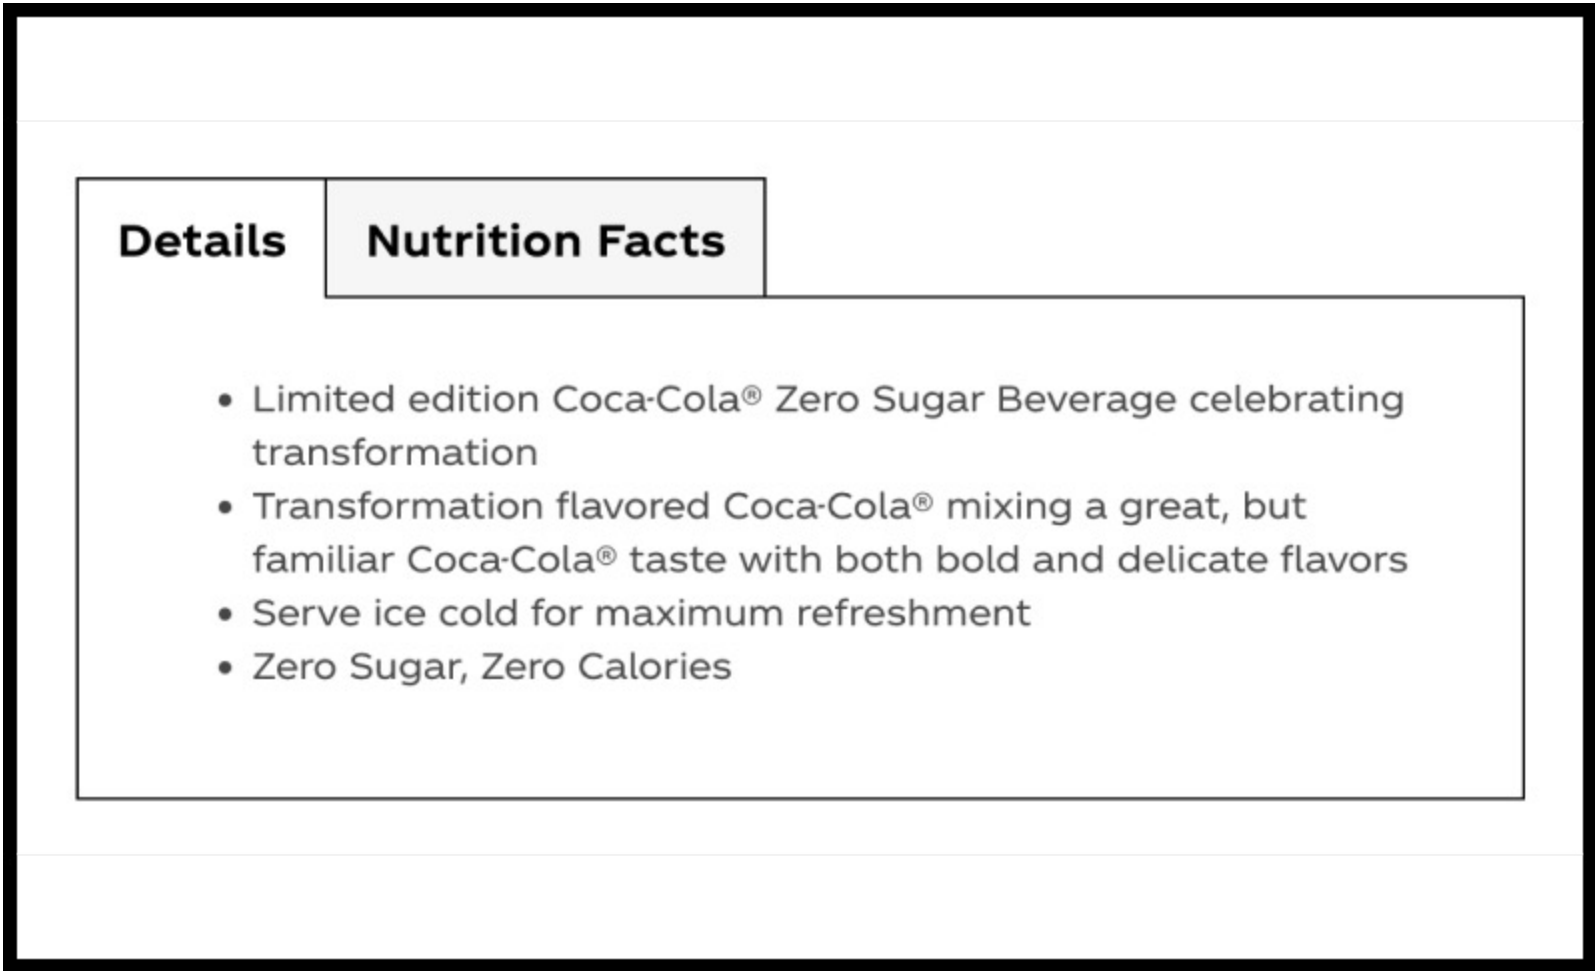 Details
Nutrition Facts
• Limited edition Coca-Cola® Zero Sugar Beverage celebrating
transformation
• Transformation flavored Coca-Cola® mixing a great, but
familiar Coca-Cola® taste with both bold and delicate flavors
• Serve ice cold for maximum refreshment
• Zero Sugar, Zero Calories